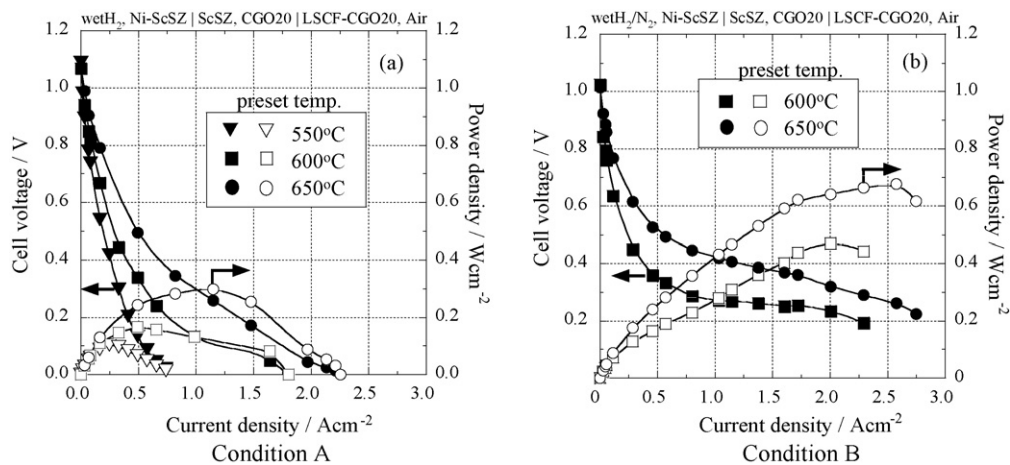 wetH₂, Ni-ScSZ | ScSZ, CGO20 | LSCF-CGO20, Air
1.2
1.0
0.8
0.6
0.4
0.2
0.0
Cell voltage / V
(a)
preset temp.
550°C
600°C
650°C
1.2
1.0
0.8
0.6
0.4
0.2
0
Power density / Wcm⁻²
0.0 0.5 1.0 1.5 2.0 2.5 3.0
Current density / Acm⁻²
Condition A
wetH₂/N₂, Ni-ScSZ | ScSZ, CGO20 | LSCF-CGO20, Air
1.2
1.0
0.8
0.6
0.4
0.2
Cell voltage / V
(b)
preset temp.
600°C
650°C
1.2
1.0
0.8
0.6
0.4
0.2
0
Power density / Wcm⁻²
0 0.5 1.0 1.5 2.0 2.5 3.0
Current density / Acm⁻²
Condition B